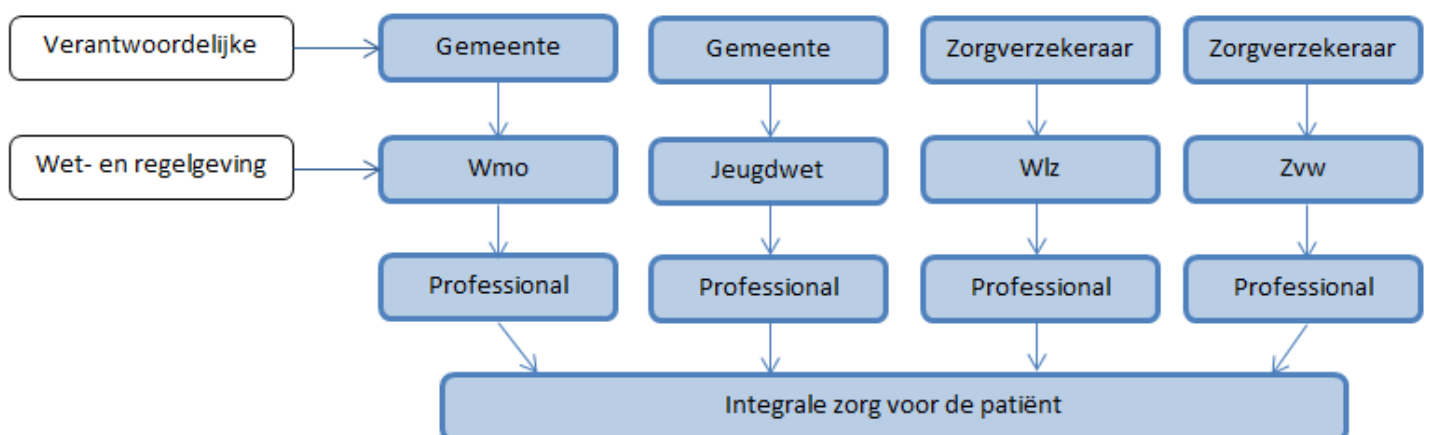 Verantwoordelijke
Gemeente
Gemeente
Zorgverzekeraar
Zorgverzekeraar
Wet- en regelgeving
Wmo
Jeugdwet
Wlz
Zvw
Professional
Professional
Professional
Professional
Integrale zorg voor de patiënt